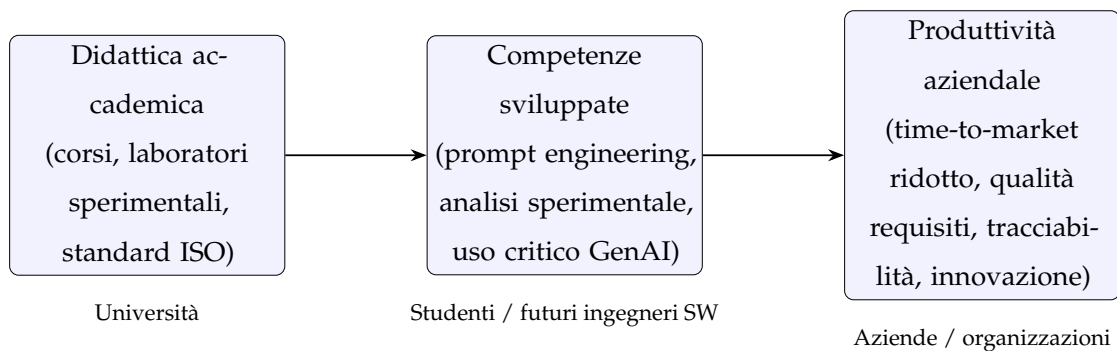 Didattica ac-
cademica
(corsi, laboratori
sperimentali,
standard ISO)
Università
Competenze
sviluppate
(prompt engineering,
analisi sperimentale,
uso critico GenAI)
Studenti / futuri ingegneri SW
Produttività
aziendale
(time-to-market
ridotto, qualità
requisiti, tracciabi-
lità, innovazione)
Aziende / organizzazioni